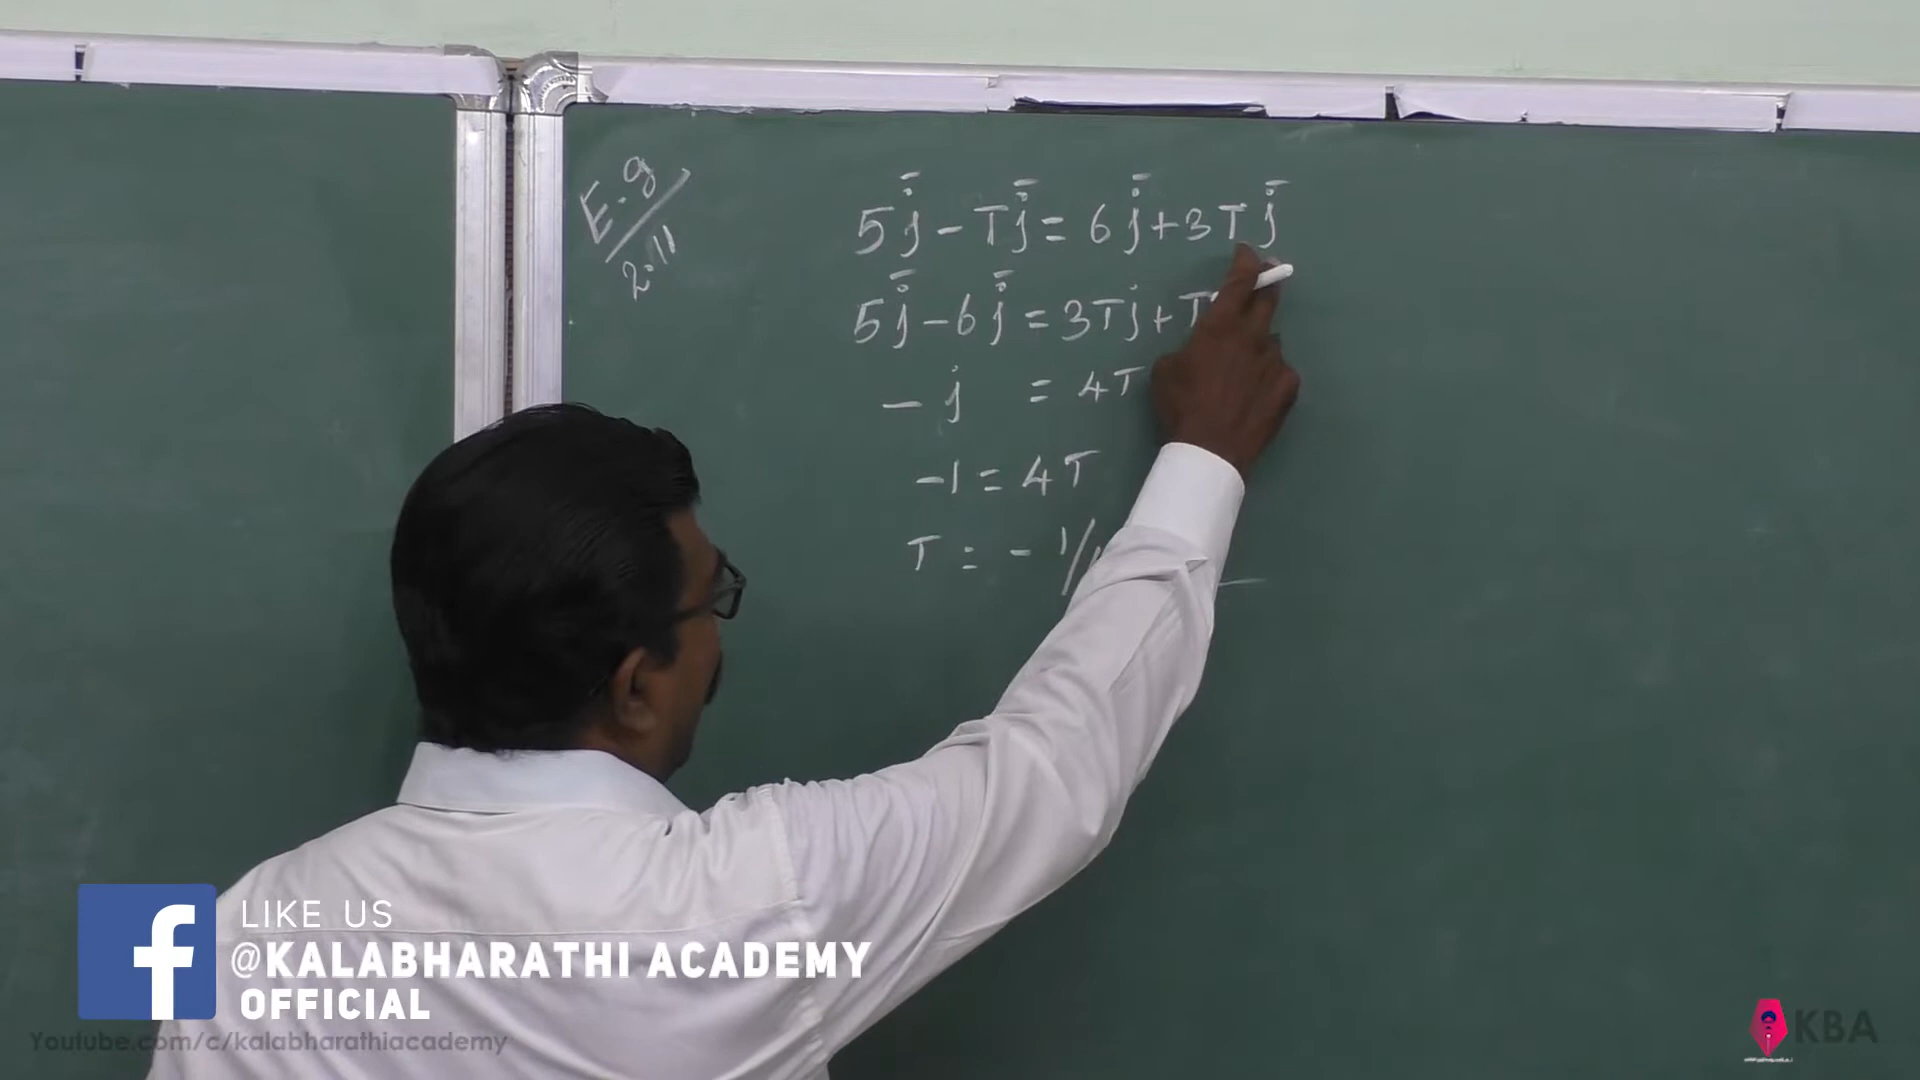 E.g
2.11
5j̄ - Tj̄ = 6j̄ + 3Tj̄
5j̄ - 6j̄ = 3Tj + T
- j = 4T
-1 = 4T
T = - 1/
LIKE US
@KALABHARATHI ACADEMY
OFFICIAL
Youtube.com/c/kalabharathiacademy
KBA